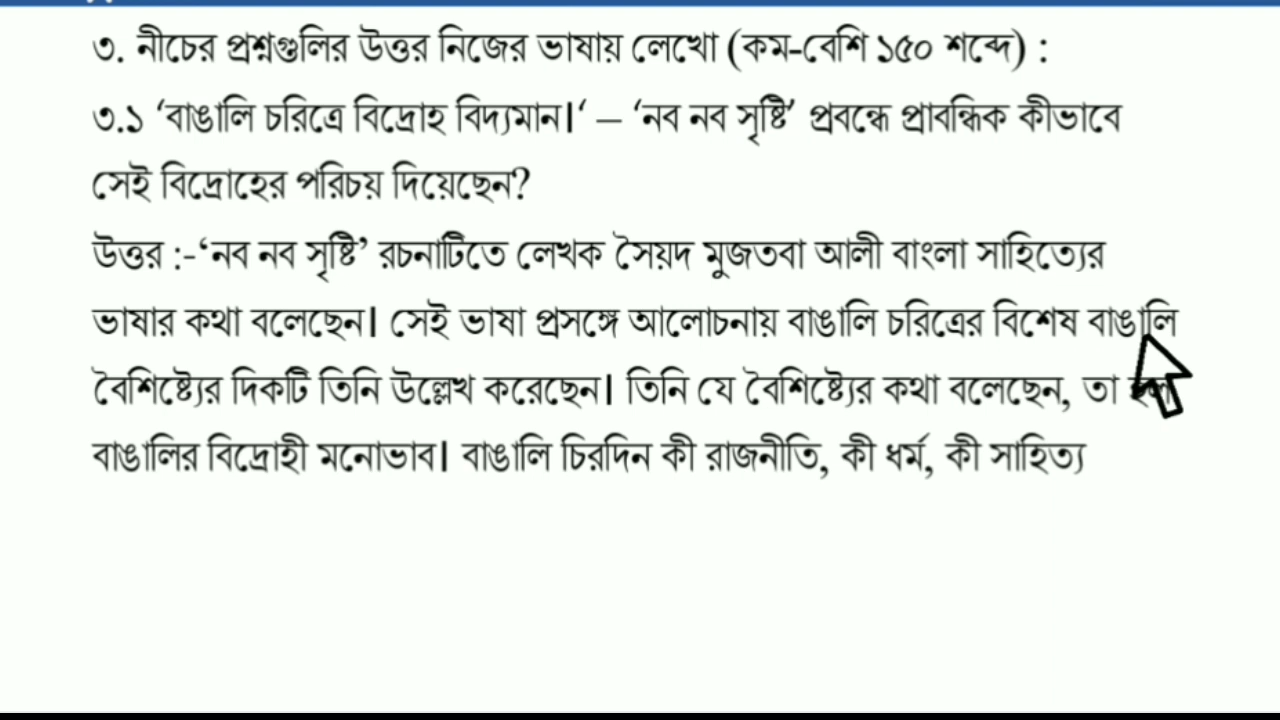 ৩. নীচের প্রশ্নগুলির উত্তর নিজের ভাষায় লেখো (কম-বেশি ১৫০ শব্দে) :
৩.১ ‘বাঙালি চরিত্রে বিদ্রোহ বিদ্যমান।‘ – ‘নব নব সৃষ্টি’ প্রবন্ধে প্রাবন্ধিক কীভাবে
সেই বিদ্রোহের পরিচয় দিয়েছেন?
উত্তর :-‘নব নব সৃষ্টি’ রচনাটিতে লেখক সৈয়দ মুজতবা আলী বাংলা সাহিত্যের
ভাষার কথা বলেছেন। সেই ভাষা প্রসঙ্গে আলোচনায় বাঙালি চরিত্রের বিশেষ বাঙালি
বৈশিষ্ট্যের দিকটি তিনি উল্লেখ করেছেন। তিনি যে বৈশিষ্ট্যের কথা বলেছেন, তা
বাঙালির বিদ্রোহী মনোভাব। বাঙালি চিরদিন কী রাজনীতি, কী ধর্ম, কী সাহিত্য